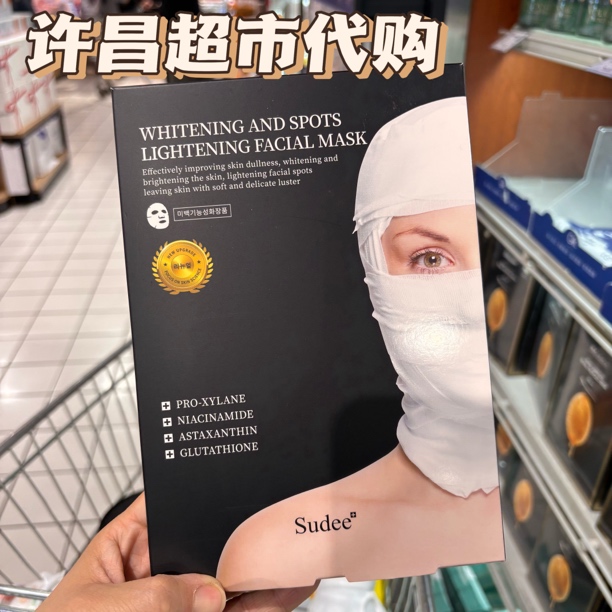 许昌超市代购
WHITENING AND SPOTS
LIGHTENING FACIAL MASK
Effectively improving skin dullness, whitening and
brightening the skin, lightening facial spots
leaving skin with soft and delicate luster
미백기능성화장품
PRO-XYLANE
NIACINAMIDE
ASTAXANTHIN
GLUTATHIONE
Sudee